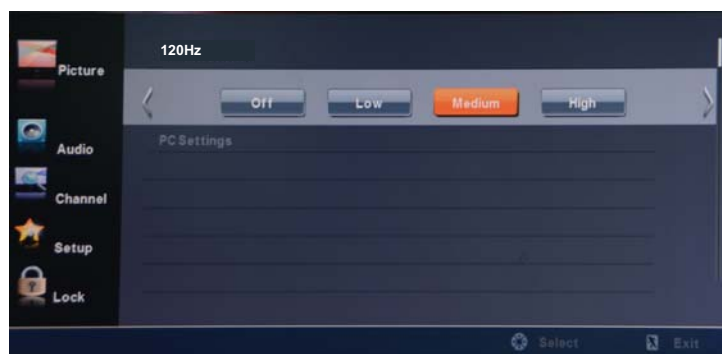 120Hz
Picture
Off Low Medium High
PC Settings
Audio
Channel
Setup
Lock
Select Exit